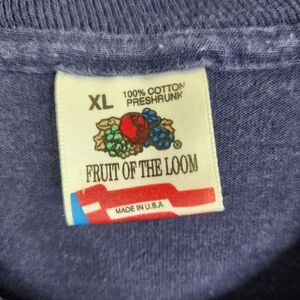 XL 100% COTTON
PRESHRUNK
®
FRUIT OF THE LOOM
MADE IN U.S.A.